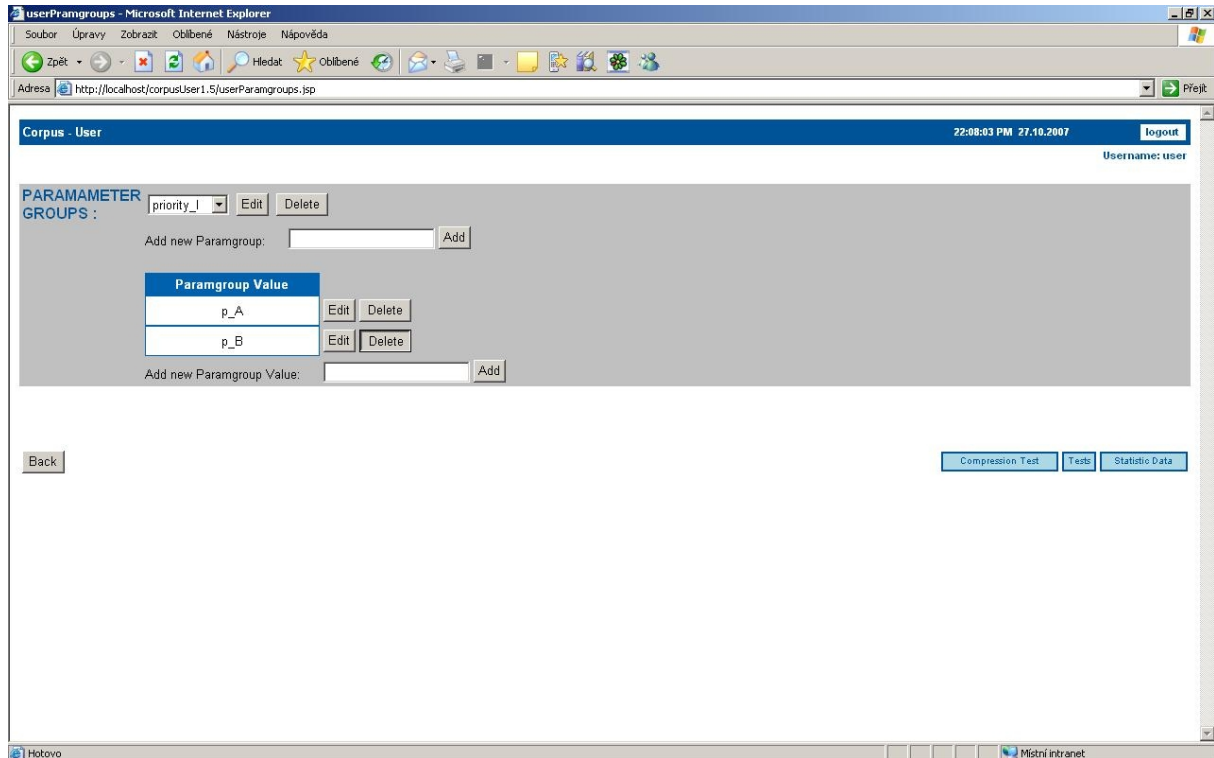 userPramgroups - Microsoft Internet Explorer
Soubor Úpravy Zobrazit Oblíbené Nástroje Nápověda
Zpět Hledat Oblíbené
Adresa http://localhost/corpusUser1.5/userParamgroups.jsp Přejít
Corpus - User 22:08:03 PM 27.10.2007 logout
Username: user
PARAMAMETER
GROUPS : priority_I Edit Delete
Add new Paramgroup: Add
Paramgroup Value
p_A Edit Delete
p_B Edit Delete
Add new Paramgroup Value: Add
Back Compression Test Tests Statistic Data
Hotovo Místní intranet